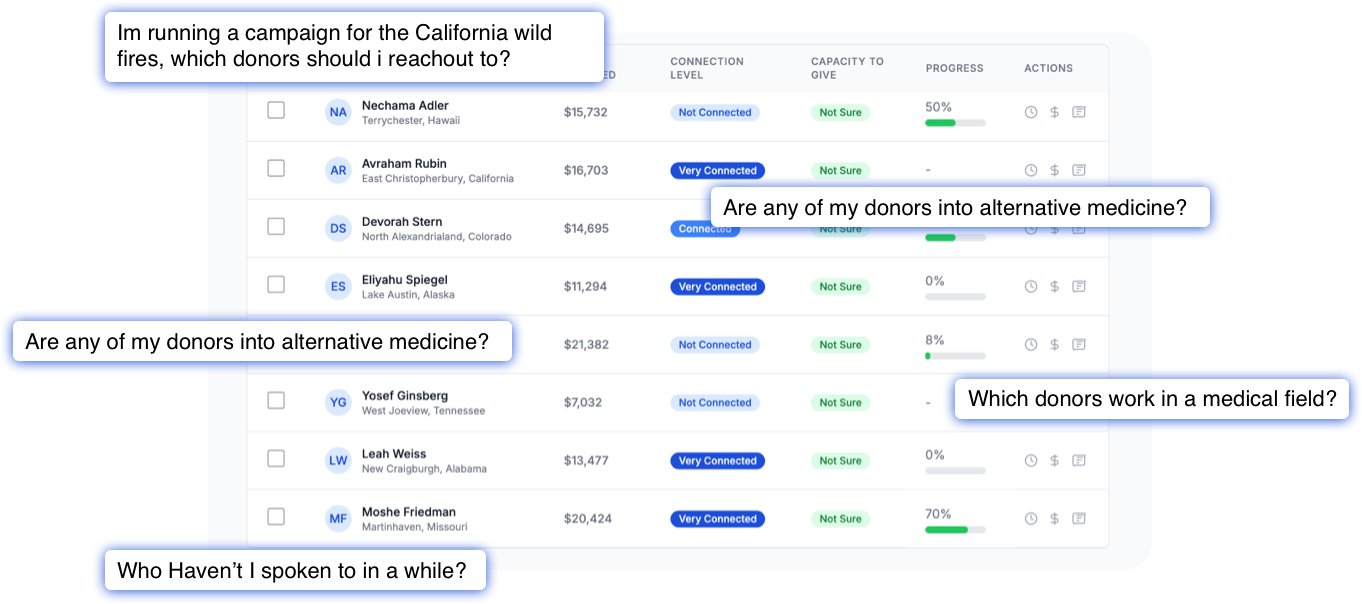 Im running a campaign for the California wild
fires, which donors should i reachout to?
ED
CONNECTION
LEVEL
CAPACITY TO
GIVE
PROGRESS
ACTIONS
NA
Nechama Adler
Terrychester, Hawaii
$15,732
Not Connected
Not Sure
50%
AR
Avraham Rubin
East Christopherbury, California
$16,703
Very Connected
Not Sure
-
Are any of my donors into alternative medicine?
DS
Devorah Stern
North Alexandrialand, Colorado
$14,695
Connected
Not Sure
ES
Eliyahu Spiegel
Lake Austin, Alaska
$11,294
Very Connected
Not Sure
0%
Are any of my donors into alternative medicine?
$21,382
Not Connected
Not Sure
8%
YG
Yosef Ginsberg
West Joeview, Tennessee
$7,032
Not Connected
Not Sure
-
Which donors work in a medical field?
LW
Leah Weiss
New Craigburgh, Alabama
$13,477
Very Connected
Not Sure
0%
MF
Moshe Friedman
Martinhaven, Missouri
$20,424
Very Connected
Not Sure
70%
Who Haven’t I spoken to in a while?